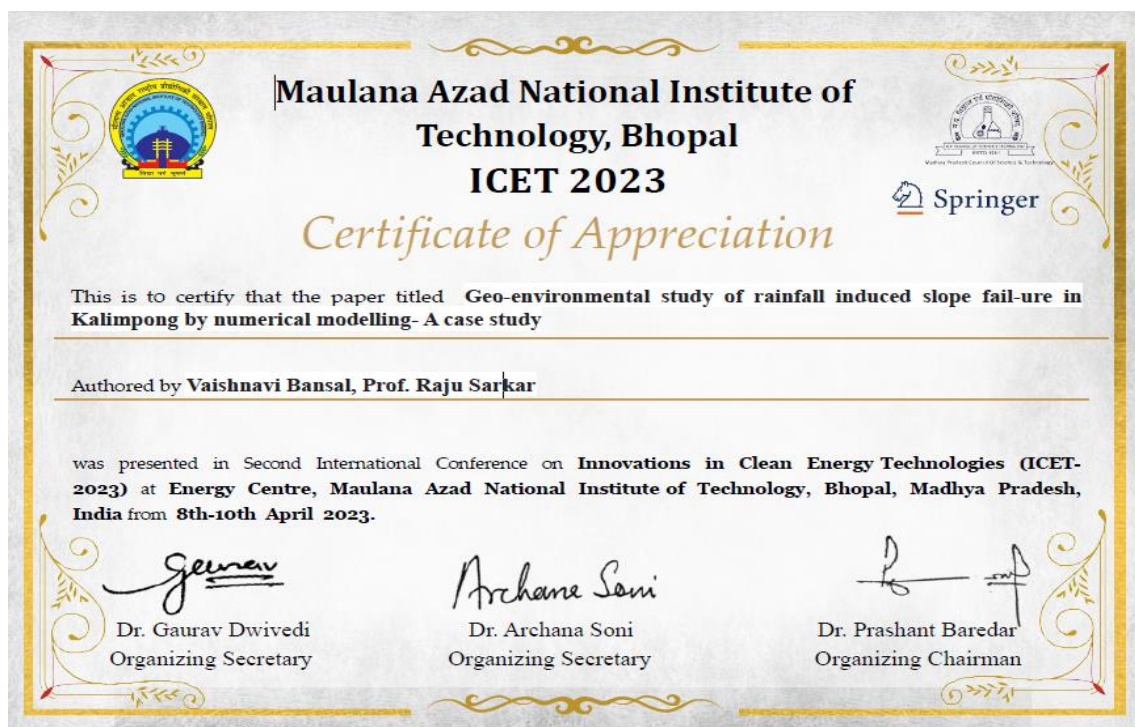 Maulana Azad National Institute of
Technology, Bhopal
ICET 2023
Springer
Certificate of Appreciation
This is to certify that the paper titled Geo-environmental study of rainfall induced slope fail-ure in
Kalimpong by numerical modelling- A case study
Authored by Vaishnavi Bansal, Prof. Raju Sarkar
was presented in Second International Conference on Innovations in Clean Energy Technologies (ICET-
2023) at Energy Centre, Maulana Azad National Institute of Technology, Bhopal, Madhya Pradesh,
India from 8th-10th April 2023.
Archana Soni
Dr. Gaurav Dwivedi
Dr. Archana Soni
Dr. Prashant Baredar
Organizing Secretary
Organizing Secretary
Organizing Chairman